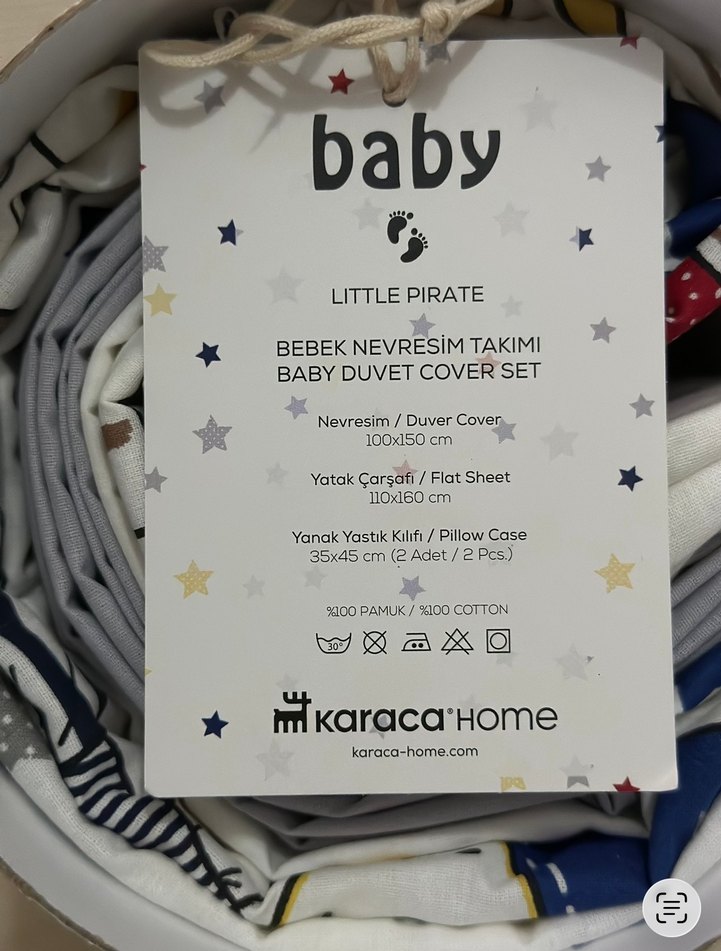 baby
LITTLE PIRATE
BEBEK NEVRESİM TAKIMI
BABY DUVET COVER SET
Nevresim / Duver Cover
100x150 cm
Yatak Çarşafı / Flat Sheet
110x160 cm
Yanak Yastık Kılıfı / Pillow Case
35x45 cm (2 Adet / 2 Pcs.)
%100 PAMUK / %100 COTTON
30°
karaca® HOME
karaca-home.com